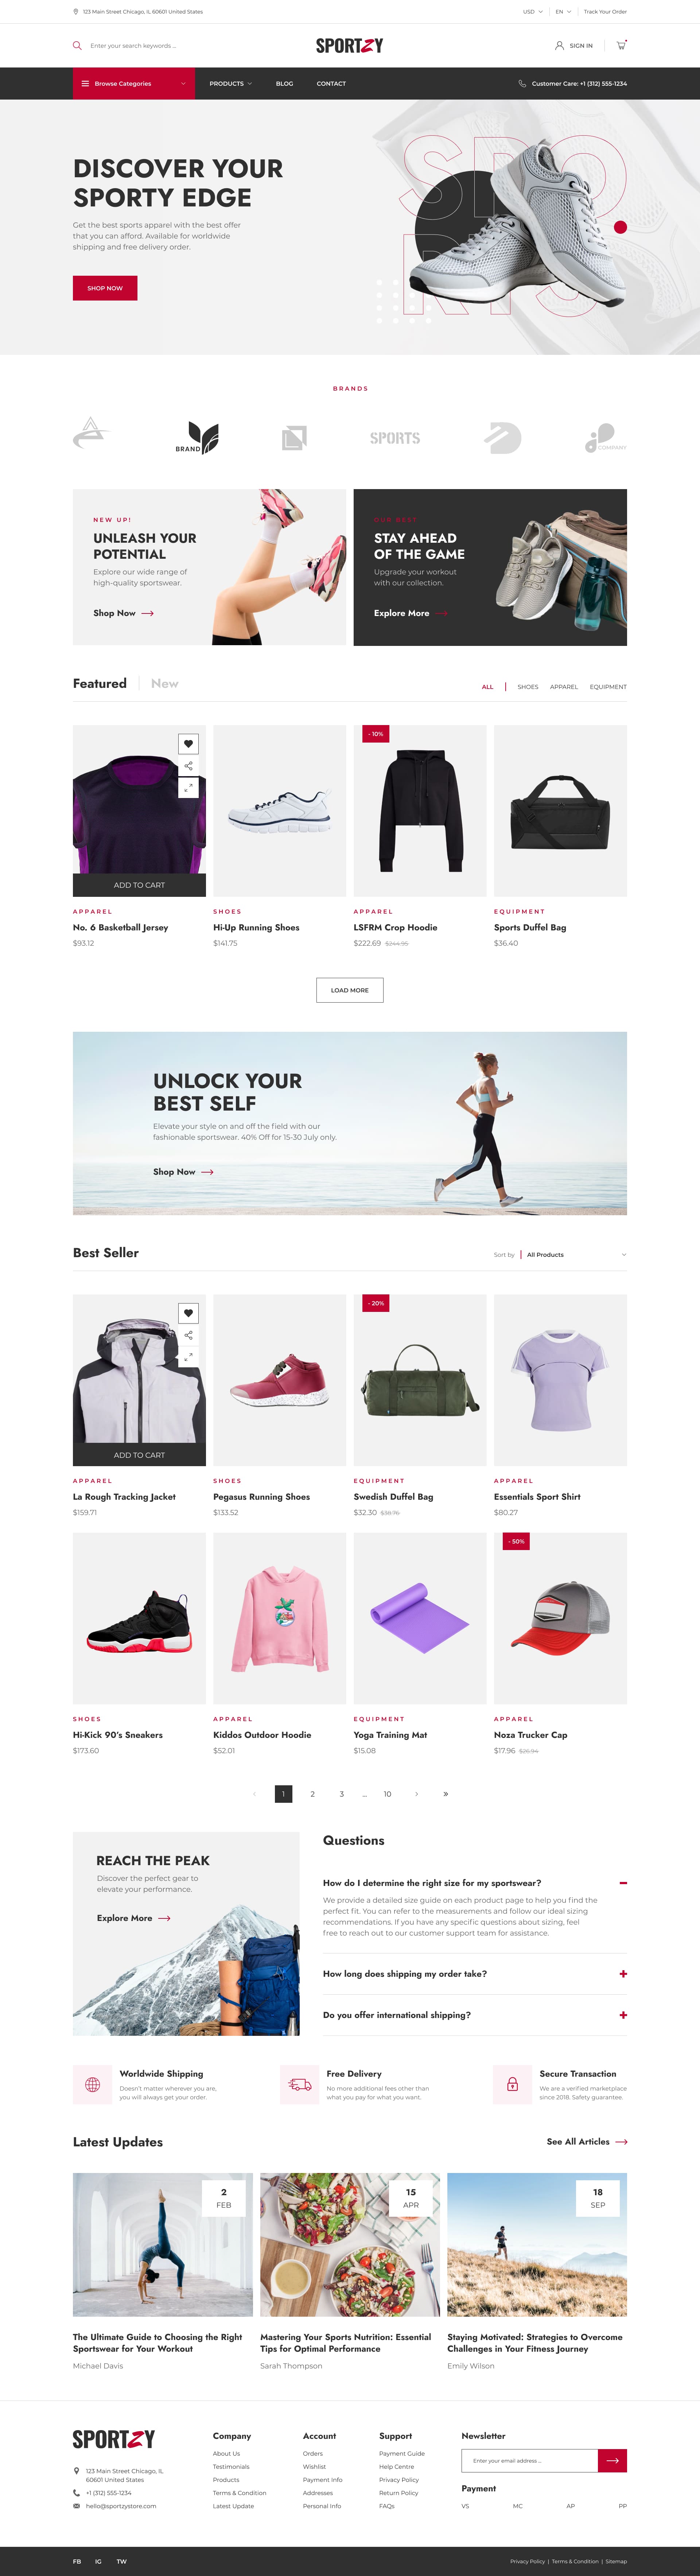 123 Main Street Chicago, IL 60601 United States
USD
EN
Track Your Order
Enter your search keywords ...
SPORTZY
SIGN IN
Browse Categories
PRODUCTS
BLOG
CONTACT
Customer Care: +1 (312) 555-1234
DISCOVER YOUR
SPORTY EDGE
Get the best sports apparel with the best offer
that you can afford. Available for worldwide
shipping and free delivery order.
SHOP NOW
SPO
RTS
BRANDS
BRAND
SPORTS
COMPANY
NEW UP!
UNLEASH YOUR
POTENTIAL
Explore our wide range of
high-quality sportswear.
Shop Now
OUR BEST
STAY AHEAD
OF THE GAME
Upgrade your workout
with our collection.
Explore More
Featured
New
ALL
SHOES
APPAREL
EQUIPMENT
ADD TO CART
- 10%
APPAREL
No. 6 Basketball Jersey
$93.12
SHOES
Hi-Up Running Shoes
$141.75
APPAREL
LSFRM Crop Hoodie
$222.69 $244.95
EQUIPMENT
Sports Duffel Bag
$36.40
LOAD MORE
UNLOCK YOUR
BEST SELF
Elevate your style on and off the field with our
fashionable sportswear. 40% Off for 15-30 July only.
Shop Now
Best Seller
Sort by
All Products
ADD TO CART
- 20%
APPAREL
La Rough Tracking Jacket
$159.71
SHOES
Pegasus Running Shoes
$133.52
EQUIPMENT
Swedish Duffel Bag
$32.30 $38.76
APPAREL
Essentials Sport Shirt
$80.27
- 50%
SHOES
Hi-Kick 90's Sneakers
$173.60
APPAREL
Kiddos Outdoor Hoodie
$52.01
EQUIPMENT
Yoga Training Mat
$15.08
APPAREL
Noza Trucker Cap
$17.96 $26.94
1 2 3 ... 10
REACH THE PEAK
Discover the perfect gear to
elevate your performance.
Explore More
Questions
How do I determine the right size for my sportswear?
We provide a detailed size guide on each product page to help you find the
perfect fit. You can refer to the measurements and follow our ideal sizing
recommendations. If you have any specific questions about sizing, feel
free to reach out to our customer support team for assistance.
How long does shipping my order take?
Do you offer international shipping?
Worldwide Shipping
Doesn't matter wherever you are,
you will always get your order.
Free Delivery
No more additional fees other than
what you pay for what you want.
Secure Transaction
We are a verified marketplace
since 2018. Safety guarantee.
Latest Updates
See All Articles
2
FEB
15
APR
18
SEP
The Ultimate Guide to Choosing the Right
Sportswear for Your Workout
Michael Davis
Mastering Your Sports Nutrition: Essential
Tips for Optimal Performance
Sarah Thompson
Staying Motivated: Strategies to Overcome
Challenges in Your Fitness Journey
Emily Wilson
SPORTZY
123 Main Street Chicago, IL
60601 United States
+1 (312) 555-1234
hello@sportzystore.com
Company
About Us
Testimonials
Products
Terms & Condition
Latest Update
Account
Orders
Wishlist
Payment Info
Addresses
Personal Info
Support
Payment Guide
Help Centre
Privacy Policy
Return Policy
FAQs
Newsletter
Enter your email address ...
Payment
VS
MC
AP
PP
FB
IG
TW
Privacy Policy | Terms & Condition | Sitemap